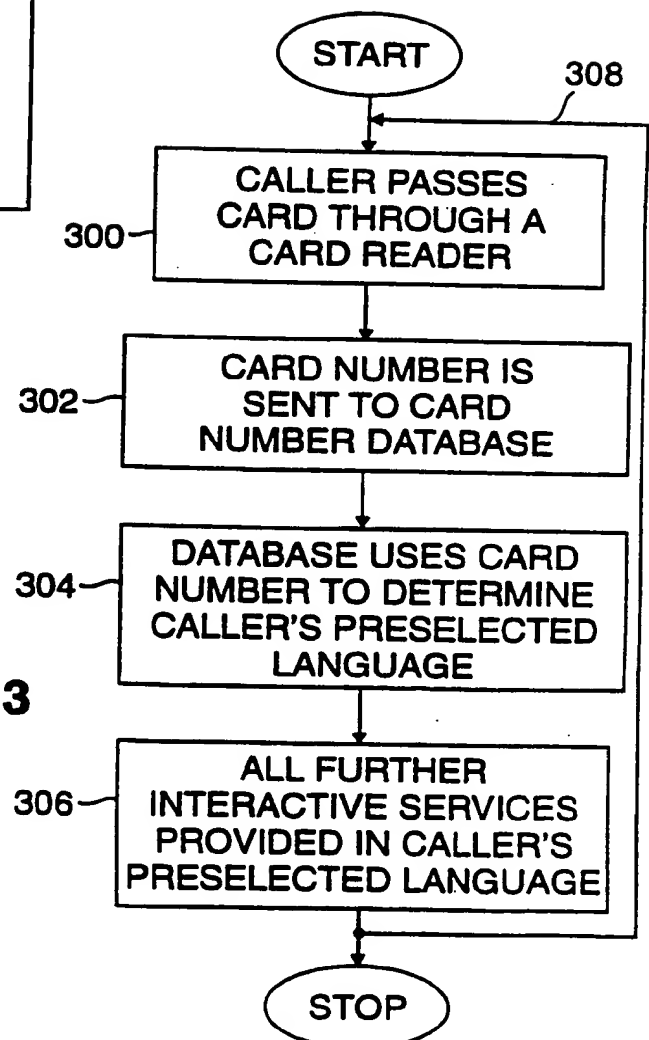 START
308
CALLER PASSES
CARD THROUGH A
CARD READER
300
CARD NUMBER IS
SENT TO CARD
NUMBER DATABASE
302
DATABASE USES CARD
NUMBER TO DETERMINE
CALLER'S PRESELECTED
LANGUAGE
304
3
ALL FURTHER
INTERACTIVE SERVICES
PROVIDED IN CALLER'S
PRESELECTED LANGUAGE
306
STOP